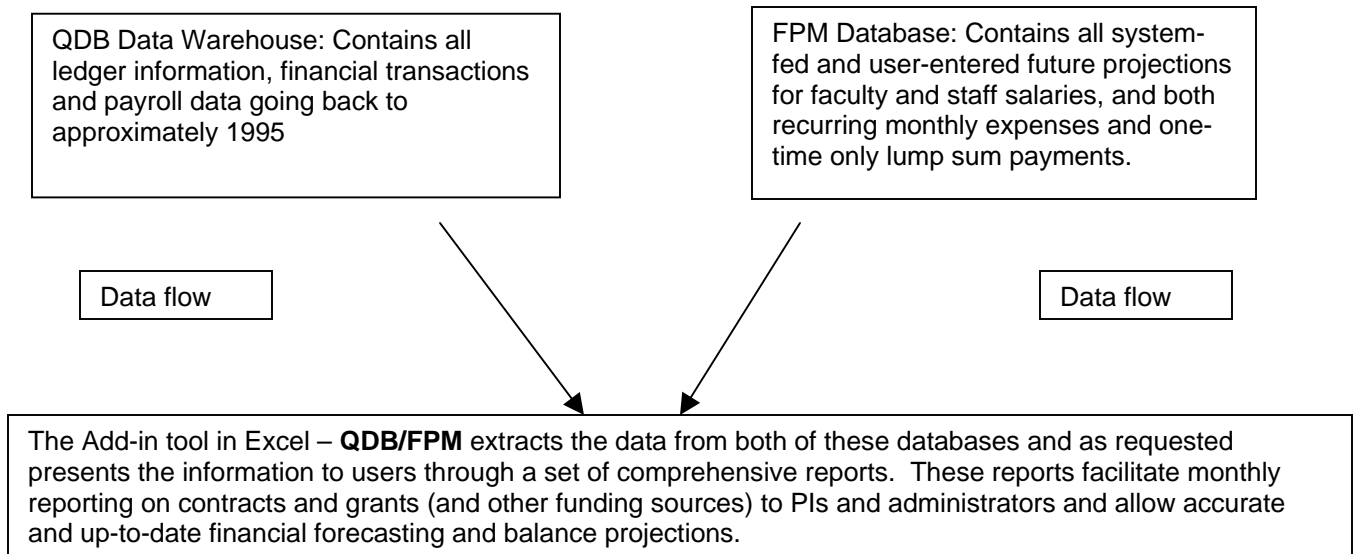 QDB Data Warehouse: Contains all
ledger information, financial transactions
and payroll data going back to
approximately 1995
FPM Database: Contains all system-
fed and user-entered future projections
for faculty and staff salaries, and both
recurring monthly expenses and one-
time only lump sum payments.
Data flow
Data flow
The Add-in tool in Excel – QDB/FPM extracts the data from both of these databases and as requested
presents the information to users through a set of comprehensive reports.  These reports facilitate monthly
reporting on contracts and grants (and other funding sources) to PIs and administrators and allow accurate
and up-to-date financial forecasting and balance projections.